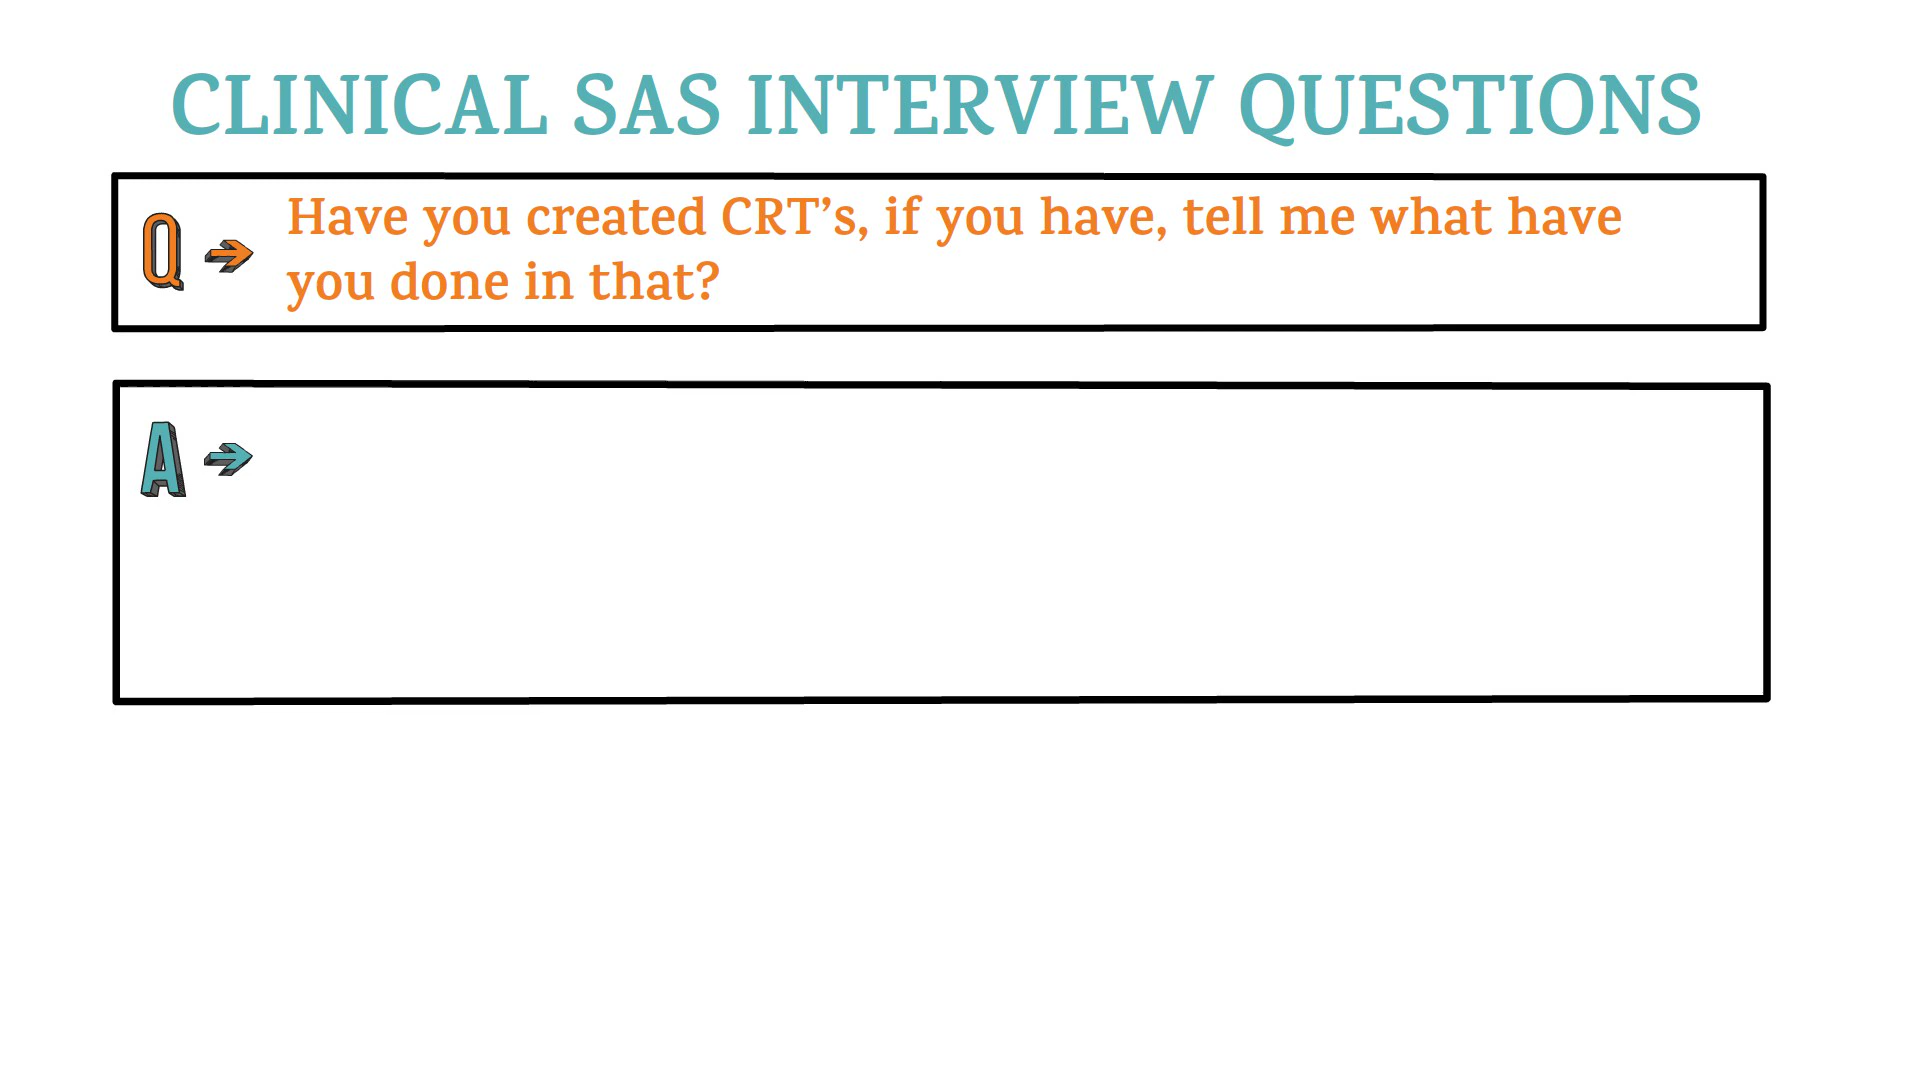 CLINICAL SAS INTERVIEW QUESTIONS
Q
Have you created CRT’s, if you have, tell me what have
you done in that?
A